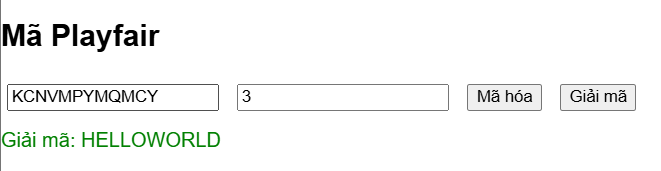 Mã Playfair
KCNVMPYMQMCY 3 Mã hóa Giải mã
Giải mã: HELLOWORLD